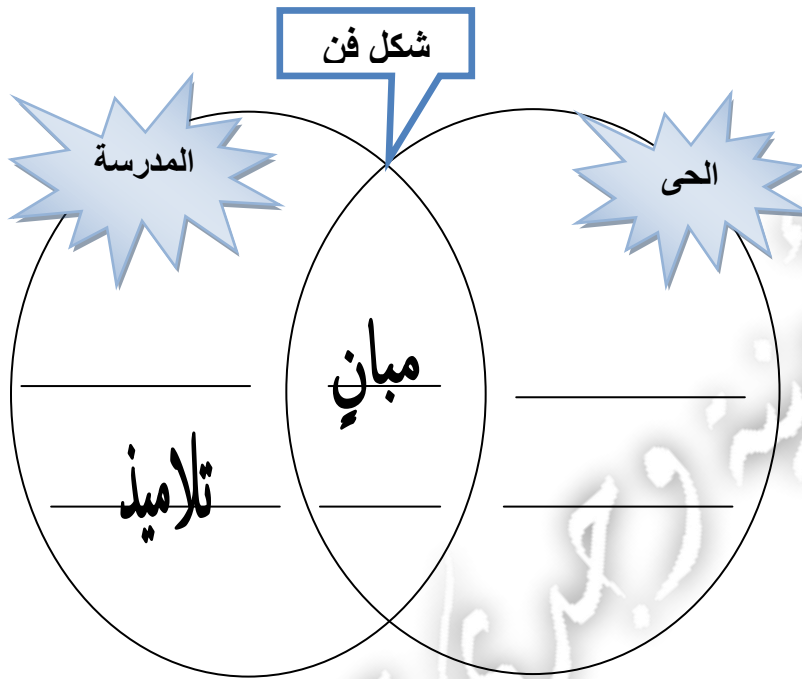 شكل فن
الحى
المدرسة
مبانٍ
تلاميذ